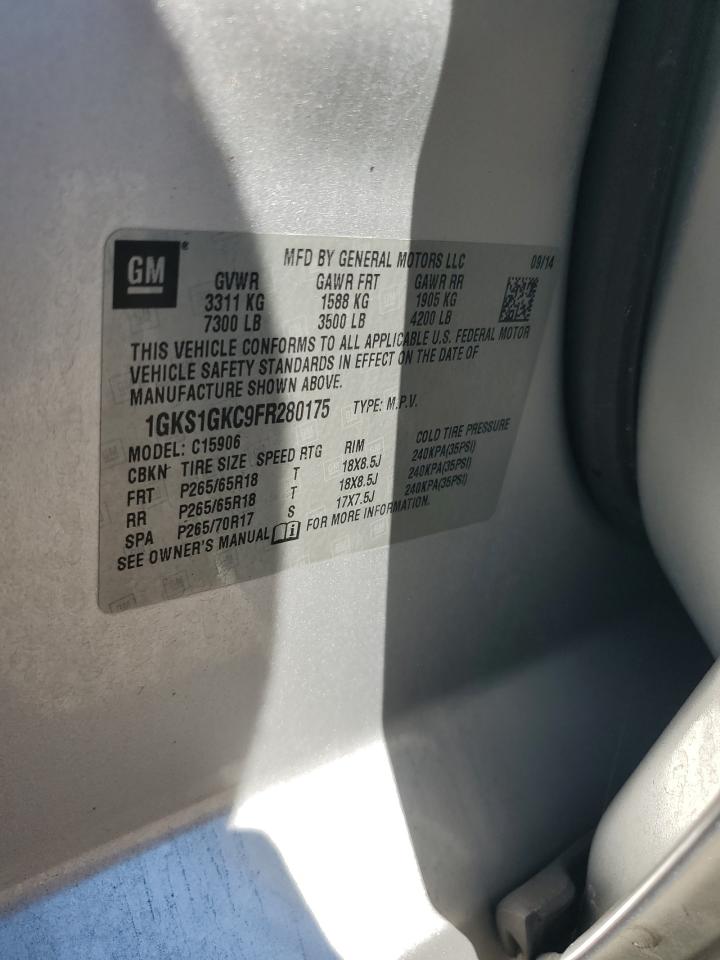 GM®
MFD BY GENERAL MOTORS LLC 09/14
GVWR GAWR FRT GAWR RR
3311 KG 1588 KG 1905 KG
7300 LB 3500 LB 4200 LB
THIS VEHICLE CONFORMS TO ALL APPLICABLE U.S. FEDERAL MOTOR
VEHICLE SAFETY STANDARDS IN EFFECT ON THE DATE OF
MANUFACTURE SHOWN ABOVE.
1GKS1GKC9FR280175 TYPE: M.P.V.
MODEL: C15906
CBKN TIRE SIZE SPEED RTG RIM COLD TIRE PRESSURE
FRT P265/65R18 T 18X8.5J 240KPA(35PSI)
RR P265/65R18 T 18X8.5J 240KPA(35PSI)
SPA P265/70R17 S 17X7.5J 240KPA(35PSI)
SEE OWNER'S MANUAL FOR MORE INFORMATION.